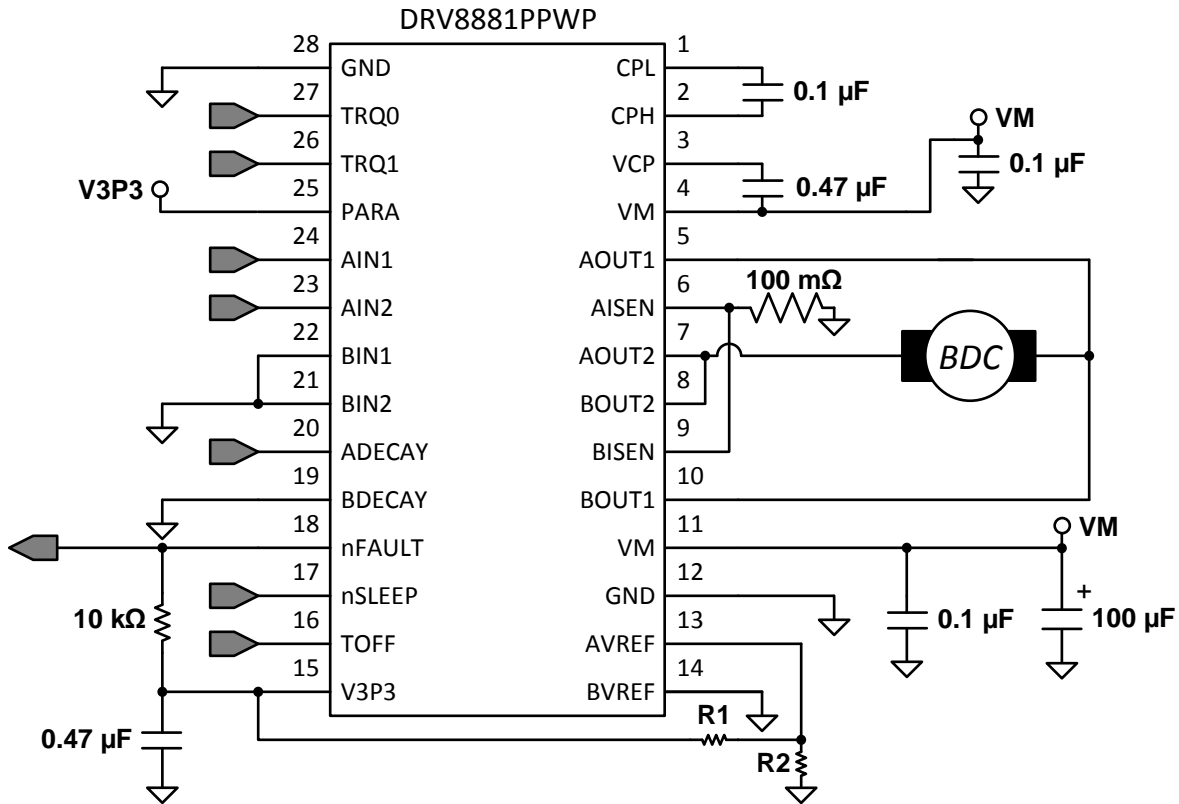 DRV8881PPWP
28 1
GND CPL
27 2
0.1 µF
TRQ0 CPH
VM
26 3
TRQ1 VCP
0.1 µF
V3P3
25 4
0.47 µF
PARA VM
24 5
AIN1 AOUT1
23 6
100 mΩ
AIN2 AISEN
22 7
BIN1 AOUT2
BDC
21 8
BIN2 BOUT2
20 9
ADECAY BISEN
19 10
BDECAY BOUT1
18 11
VM
nFAULT VM
17 12
nSLEEP GND
+
10 kΩ
0.1 µF
100 µF
16 13
TOFF AVREF
15 14
V3P3 BVREF
R1
0.47 µF
R2